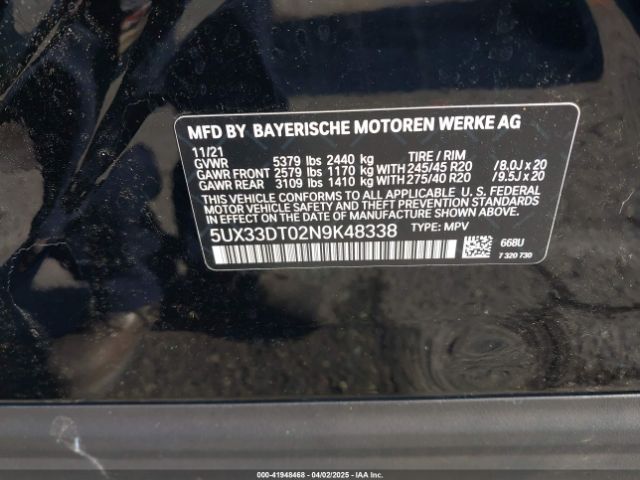 MFD BY BAYERISCHE MOTOREN WERKE AG
11/21
GVWR 5379 lbs 2440 kg TIRE / RIM
GAWR FRONT 2579 lbs 1170 kg WITH 245/45 R20 /8.0J x 20
GAWR REAR 3109 lbs 1410 kg WITH 275/40 R20 /9.5J x 20
THIS VEHICLE CONFORMS TO ALL APPLICABLE U. S. FEDERAL
MOTOR VEHICLE SAFETY AND THEFT PREVENTION STANDARDS
IN EFFECT ON THE DATE OF MANUFACTURE SHOWN ABOVE.
5UX33DT02N9K48338 TYPE: MPV 668U
7 320 730
00-41948468 - 04/02/2025 - IAA Inc.